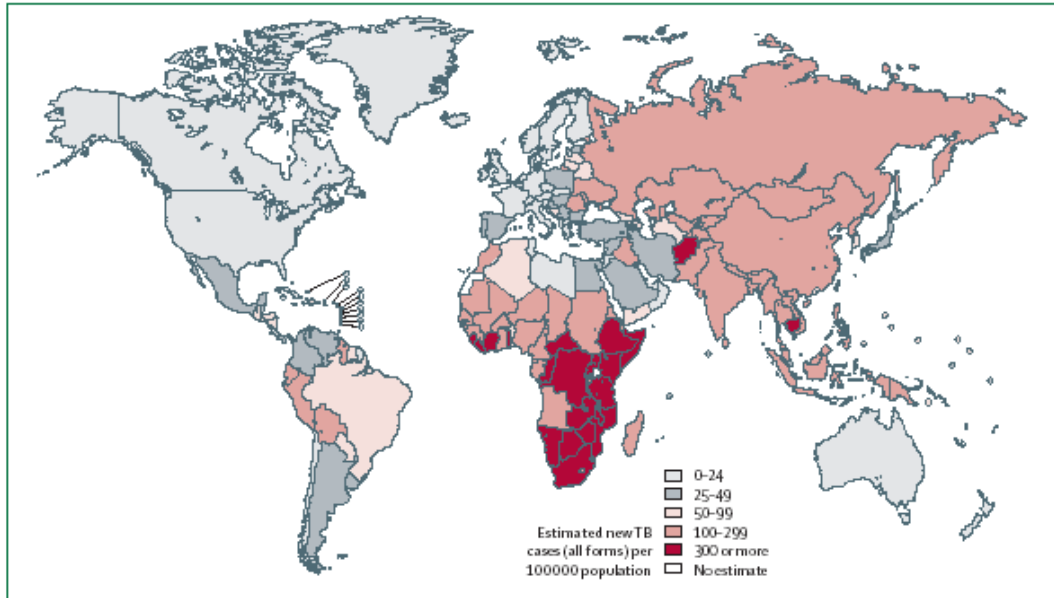 0–24
25–49
50–99
Estimated new TB 100–299
cases (all forms) per 300 or more
100000 population No estimate